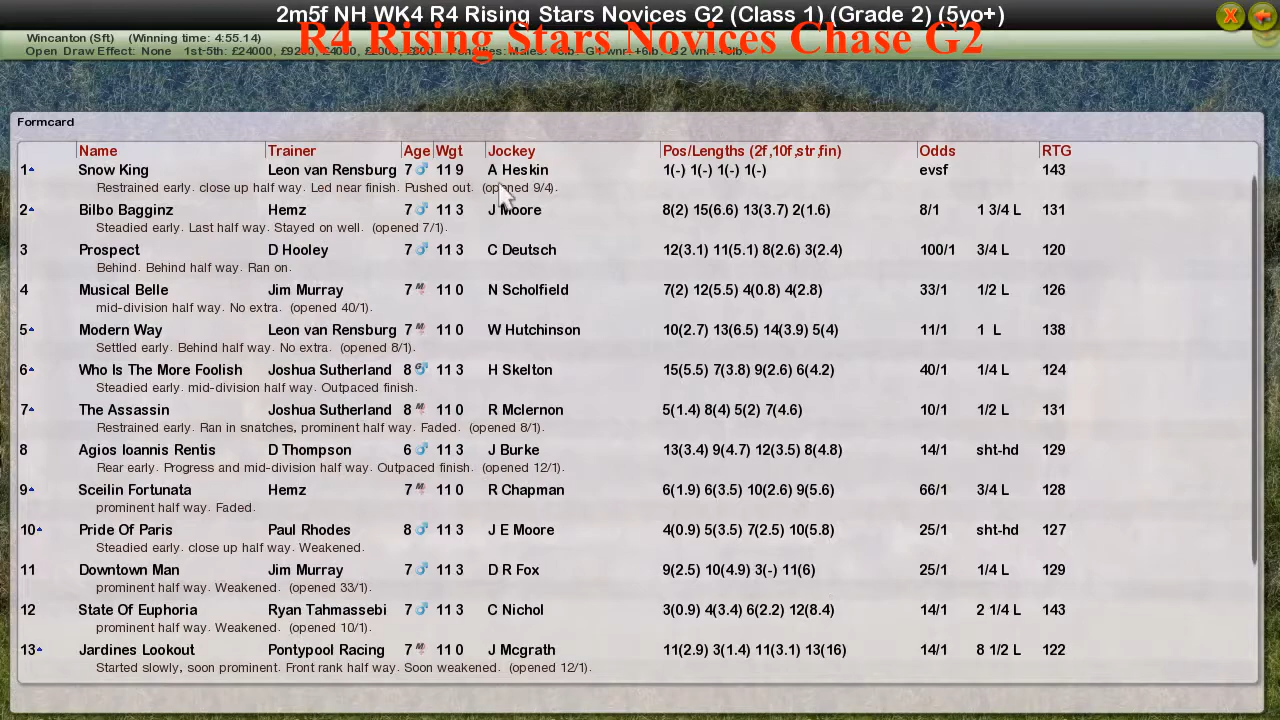 2m5f NH WK4 R4 Rising Stars Novices G2 (Class 1) (Grade 2) (5yo+)
R4 Rising Stars Novices Chase G2
Wincanton (Sft) (Winning time: 4:55.14)
Open Draw Effect: None 1st-5th: £24000,
Formcard
Name Trainer Age Wgt Jockey Pos/Lengths (2f,10f,str,fin) Odds RTG
1 Snow King Leon van Rensburg 7 11 9 A Heskin 1(-) 1(-) 1(-) 1(-) evsf 143
Restrained early. close up half way. Led near finish. Pushed out. (opened 9/4).
2 Bilbo Bagginz Hemz 7 11 3 J Moore 8(2) 15(6.6) 13(3.7) 2(1.6) 8/1 1 3/4 L 131
Steadied early. Last half way. Stayed on well. (opened 7/1).
3 Prospect D Hooley 7 11 3 C Deutsch 12(3.1) 11(5.1) 8(2.6) 3(2.4) 100/1 3/4 L 120
Behind. Behind half way. Ran on.
4 Musical Belle Jim Murray 7 M 11 0 N Scholfield 7(2) 12(5.5) 4(0.8) 4(2.8) 33/1 1/2 L 126
mid-division half way. No extra. (opened 40/1).
5 Modern Way Leon van Rensburg 7 M 11 0 W Hutchinson 10(2.7) 13(6.5) 14(3.9) 5(4) 11/1 1 L 138
Settled early. Behind half way. No extra. (opened 8/1).
6 Who Is The More Foolish Joshua Sutherland 8 G 11 3 H Skelton 15(5.5) 7(3.8) 9(2.6) 6(4.2) 40/1 1/4 L 124
Steadied early. mid-division half way. Outpaced finish.
7 The Assassin Joshua Sutherland 8 M 11 0 R Mclernon 5(1.4) 8(4) 5(2) 7(4.6) 10/1 1/2 L 131
Restrained early. Ran in snatches, prominent half way. Faded. (opened 8/1).
8 Agios Ioannis Rentis D Thompson 6 11 3 J Burke 13(3.4) 9(4.7) 12(3.5) 8(4.8) 14/1 sht-hd 129
Rear early. Progress and mid-division half way. Outpaced finish. (opened 12/1).
9 Sceilin Fortunata Hemz 7 M 11 0 R Chapman 6(1.9) 6(3.5) 10(2.6) 9(5.6) 66/1 3/4 L 128
prominent half way. Faded.
10 Pride Of Paris Paul Rhodes 8 11 3 J E Moore 4(0.9) 5(3.5) 7(2.5) 10(5.8) 25/1 sht-hd 127
Steadied early. close up half way. Weakened.
11 Downtown Man Jim Murray 7 11 3 D R Fox 9(2.5) 10(4.9) 3(-) 11(6) 25/1 1/4 L 129
prominent half way. Weakened. (opened 33/1).
12 State Of Euphoria Ryan Tahmassebi 7 11 3 C Nichol 3(0.9) 4(3.4) 6(2.2) 12(8.4) 14/1 2 1/4 L 143
prominent half way. Weakened. (opened 10/1).
13 Jardines Lookout Pontypool Racing 7 M 11 0 J Mcgrath 11(2.9) 3(1.4) 11(3.1) 13(16) 14/1 8 1/2 L 122
Started slowly, soon prominent. Front rank half way. Soon weakened. (opened 12/1).